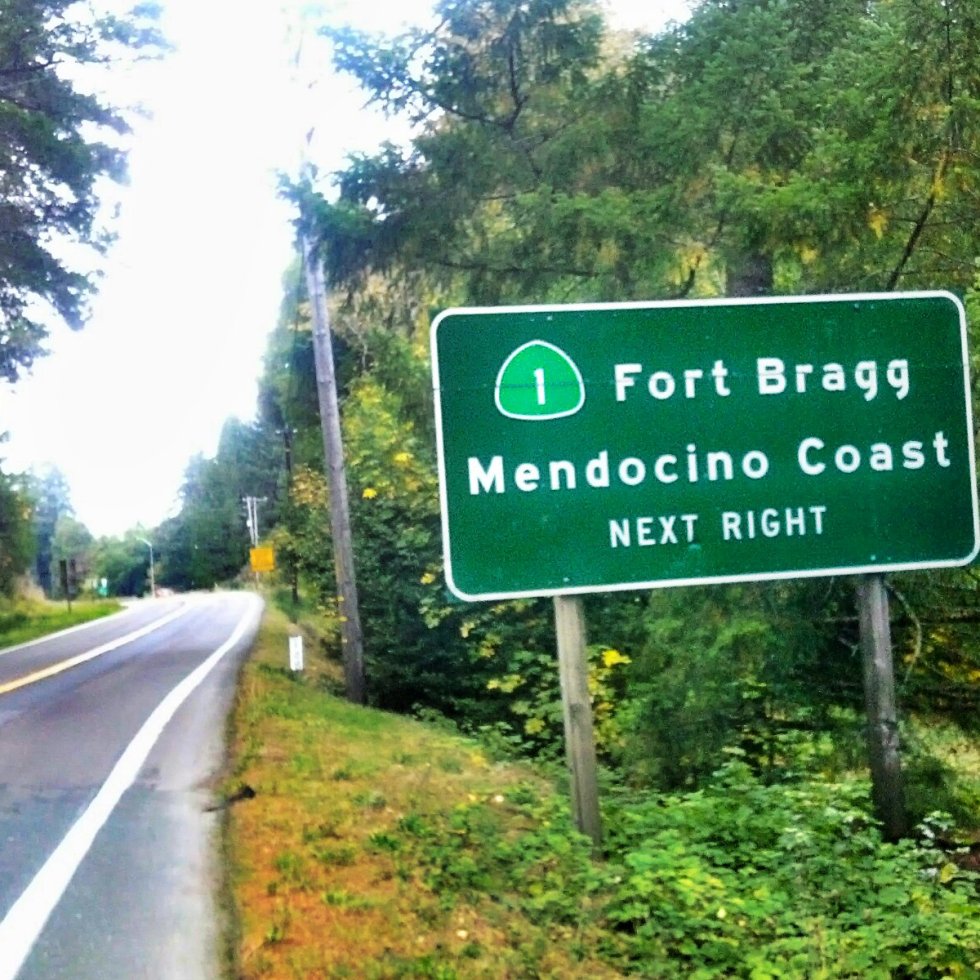 1 Fort Bragg
Mendocino Coast
NEXT RIGHT